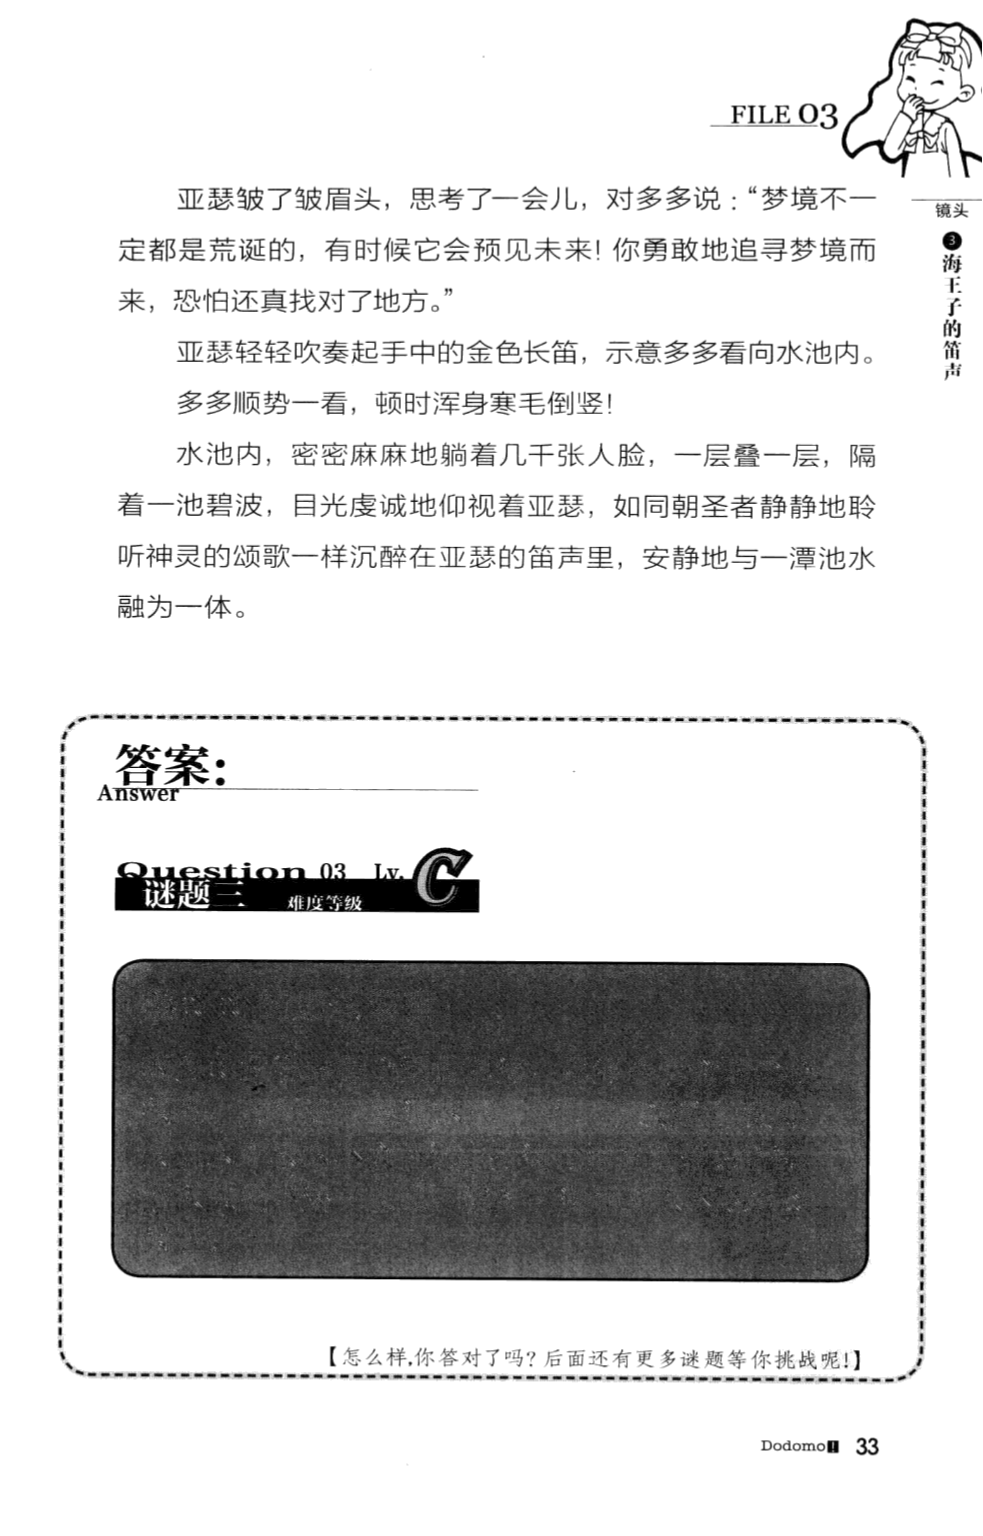 FILE 03
镜头
❸
海王子的笛声
亚瑟皱了皱眉头，思考了一会儿，对多多说：“梦境不一
定都是荒诞的，有时候它会预见未来！你勇敢地追寻梦境而
来，恐怕还真找对了地方。”
亚瑟轻轻吹奏起手中的金色长笛，示意多多看向水池内。
多多顺势一看，顿时浑身寒毛倒竖！
水池内，密密麻麻地躺着几千张人脸，一层叠一层，隔
着一池碧波，目光虔诚地仰视着亚瑟，如同朝圣者静静地聆
听神灵的颂歌一样沉醉在亚瑟的笛声里，安静地与一潭池水
融为一体。
答案：
Answer
Question 03 Lv. C
谜题三 难度等级
【怎么样，你答对了吗？后面还有更多谜题等你挑战呢！】
Dodomo! 33